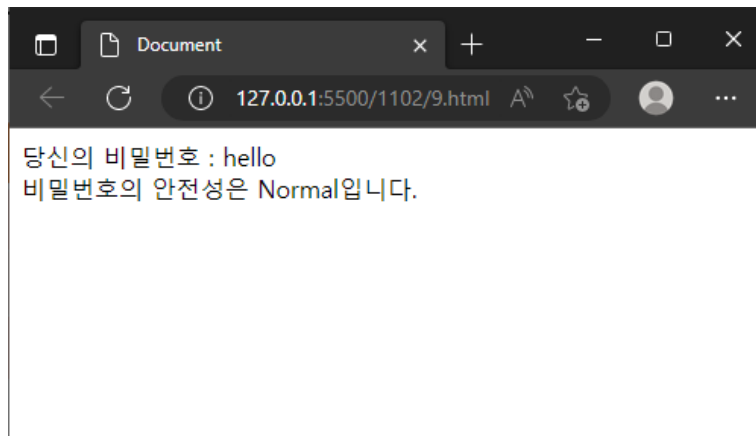 Document
127.0.0.1:5500/1102/9.html
당신의 비밀번호 : hello
비밀번호의 안전성은 Normal입니다.